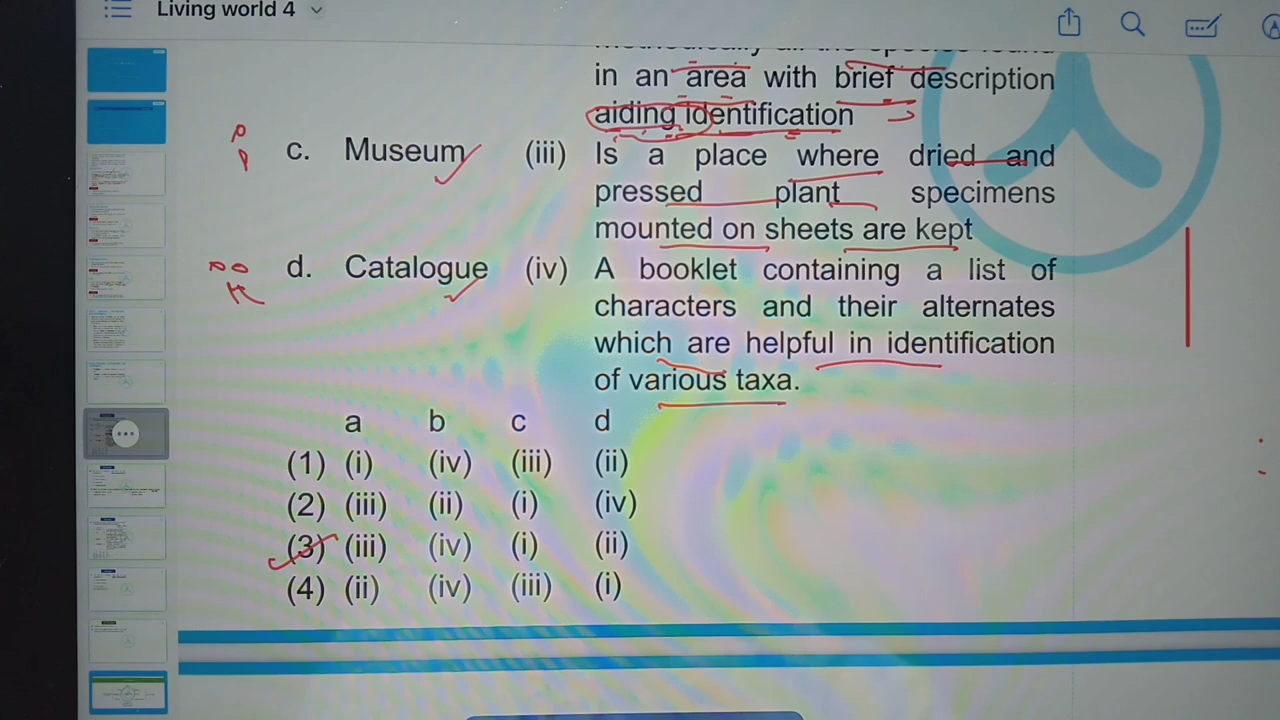 Living world 4
in an area with brief description
aiding identification
c. Museum (iii) Is a place where dried and
pressed plant specimens
mounted on sheets are kept
d. Catalogue (iv) A booklet containing a list of
characters and their alternates
which are helpful in identification
of various taxa.
a b c d
(1) (i) (iv) (iii) (ii)
(2) (iii) (ii) (i) (iv)
(3) (iii) (iv) (i) (ii)
(4) (ii) (iv) (iii) (i)